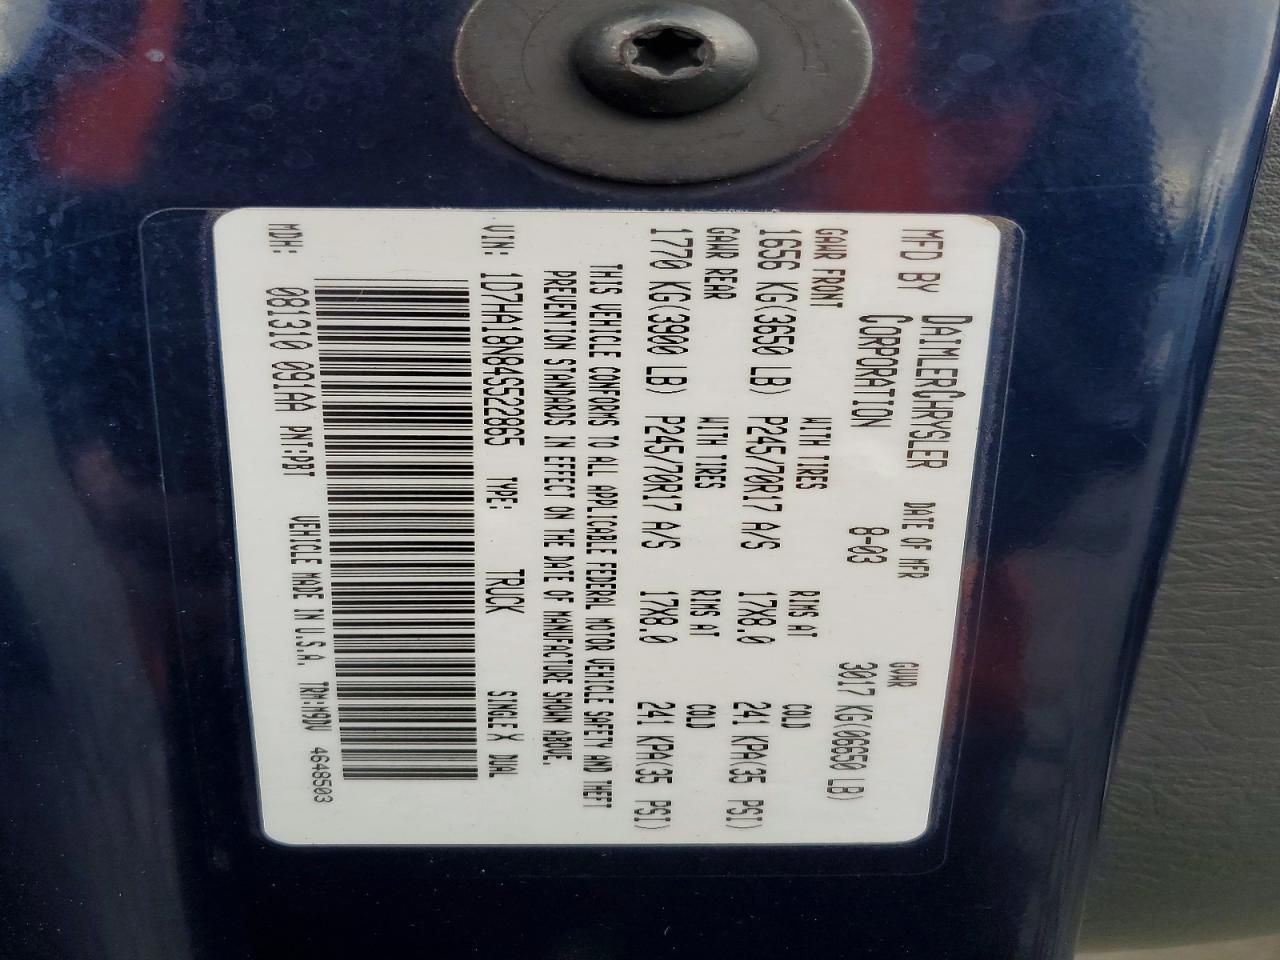 MFD BY DAIMLERCHRYSLER CORPORATION DATE OF MFR 8-03 GVWR 3017 KG(06650 LB)
GAWR FRNT WITH TIRES RIMS AT COLD
1656 KG(3650 LB) P245/70R17 A/S 17X8.0 241 KPA(35 PSI)
GAWR REAR WITH TIRES RIMS AT COLD
1770 KG(3900 LB) P245/70R17 A/S 17X8.0 241 KPA(35 PSI)
THIS VEHICLE CONFORMS TO ALL APPLICABLE FEDERAL MOTOR VEHICLE SAFETY AND THEFT
PREVENTION STANDARDS IN EFFECT ON THE DATE OF MANUFACTURE SHOWN ABOVE.
VIN: 1D7HA18N84S522865 TYPE: TRUCK SINGLE X DUAL
MDH: 081310 091AA PNT:PBT VEHICLE MADE IN U.S.A. TRM:M9DV 4648503